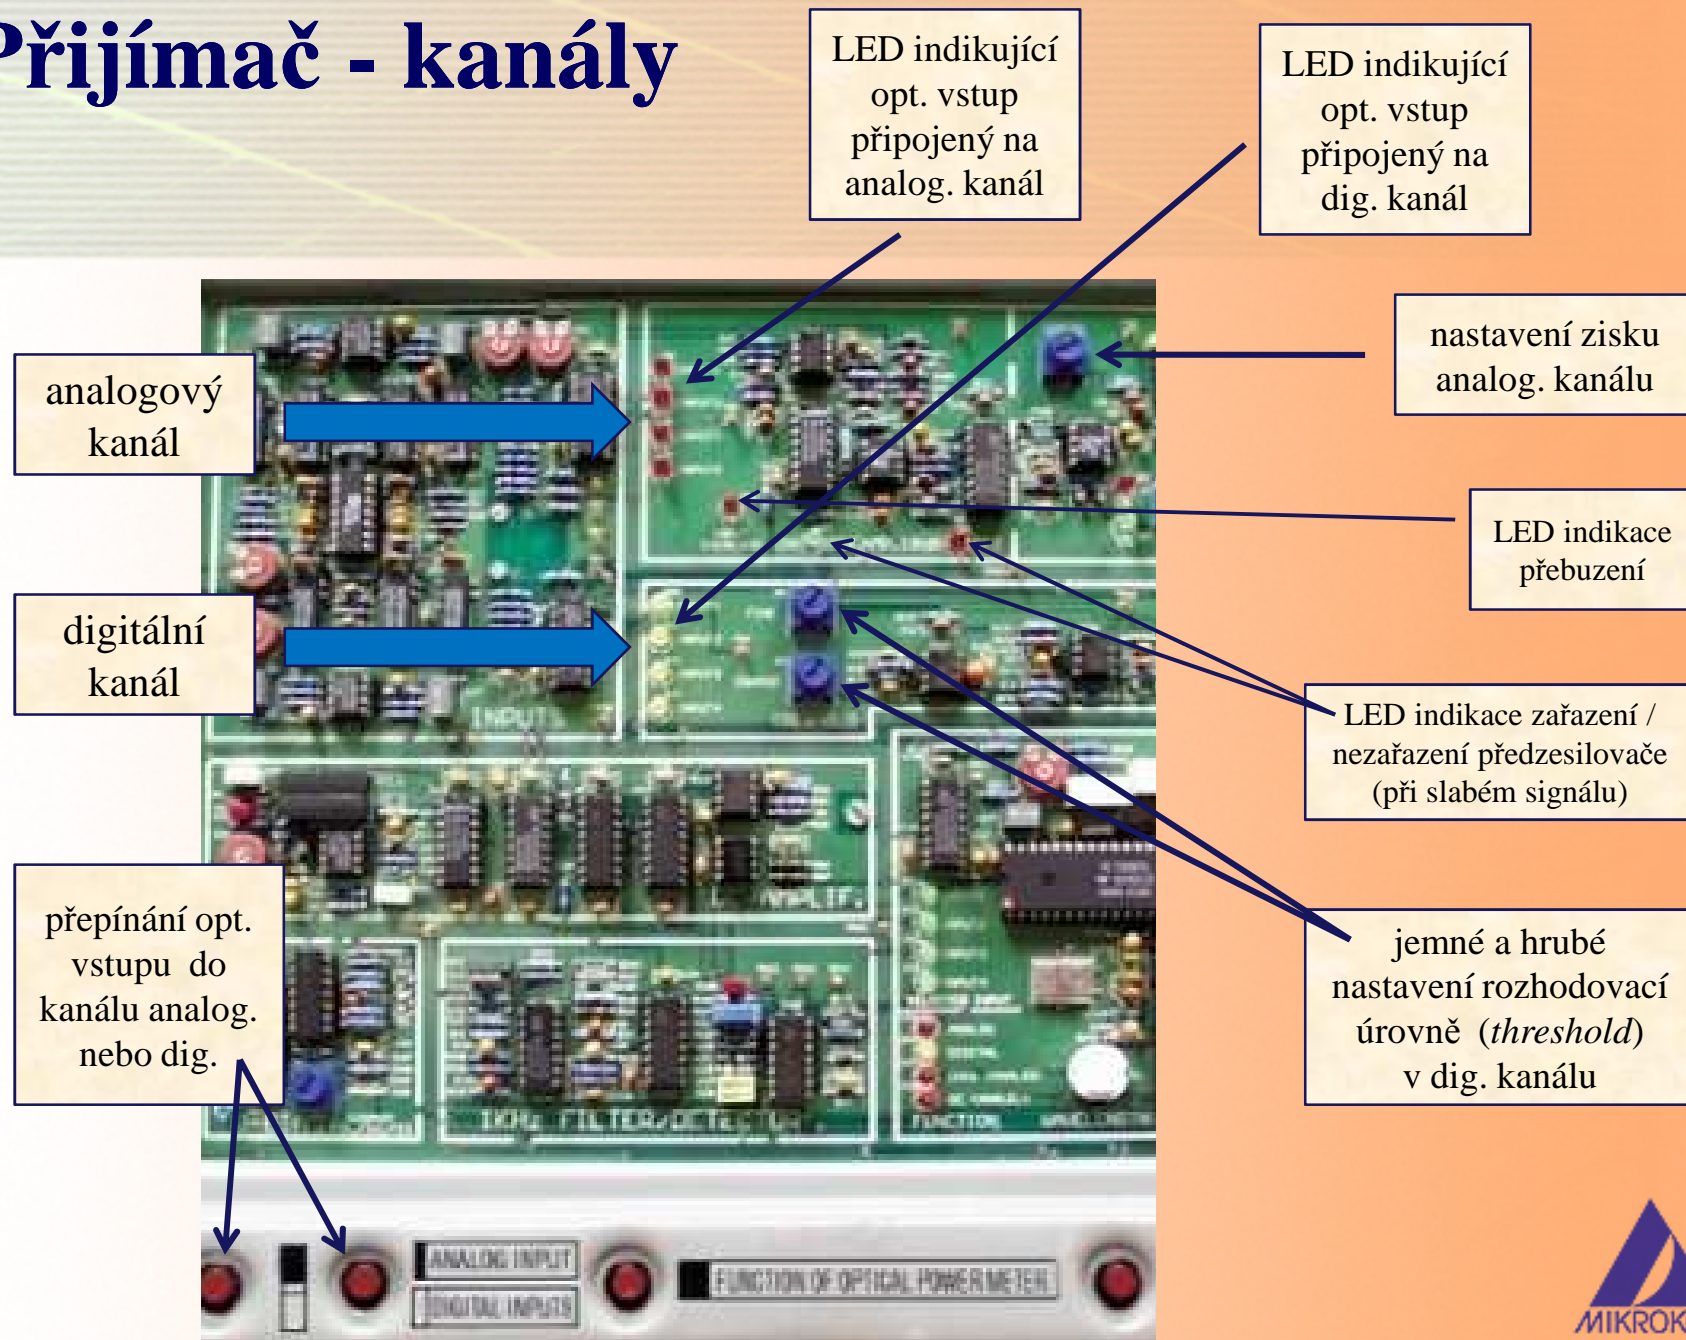 Přijímač - kanály
LED indikující
opt. vstup
připojený na
analog. kanál
LED indikující
opt. vstup
připojený na
dig. kanál
nastavení zisku
analog. kanálu
analogový
kanál
LED indikace
přebuzení
digitální
kanál
LED indikace zařazení /
nezařazení předzesilovače
(při slabém signálu)
INPUTS
AMPLIF.
přepínání opt.
vstupu do
kanálu analog.
nebo dig.
jemné a hrubé
nastavení rozhodovací
úrovně (threshold)
v dig. kanálu
1KHz FILTER/DETECTOR
FUNCTION
ANALOG INPUT
DIGITAL INPUTS
FUNCTION OF OPTICAL POWER METER
MIKROK